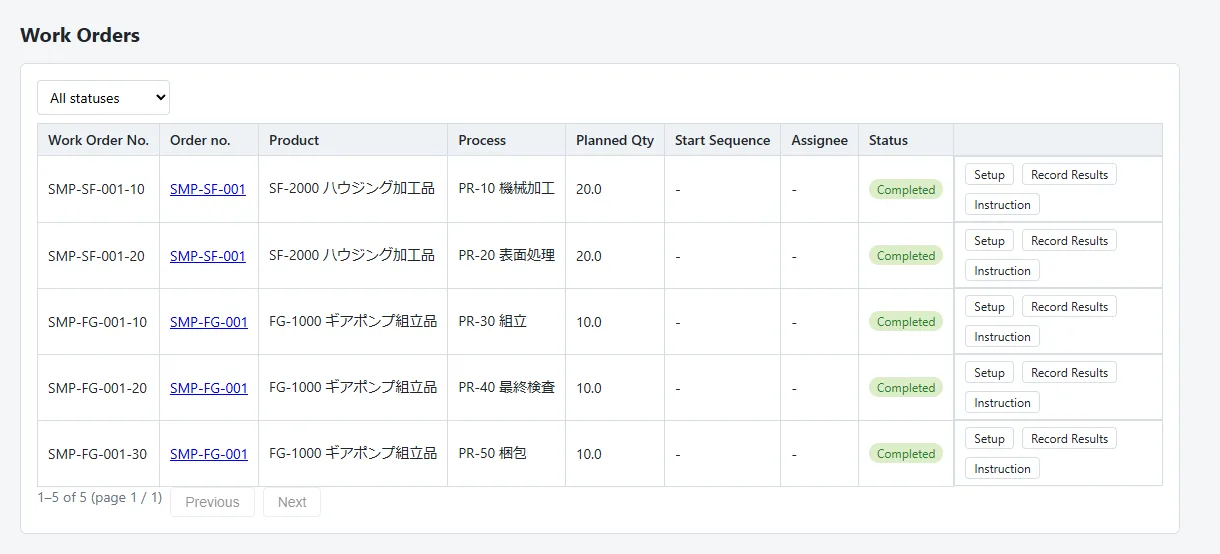 Work Orders
All statuses
Work Order No. Order no. Product Process Planned Qty Start Sequence Assignee Status
SMP-SF-001-10 SMP-SF-001 SF-2000 ハウジング加工品 PR-10 機械加工 20.0 - - Completed Setup Record Results
Instruction
SMP-SF-001-20 SMP-SF-001 SF-2000 ハウジング加工品 PR-20 表面処理 20.0 - - Completed Setup Record Results
Instruction
SMP-FG-001-10 SMP-FG-001 FG-1000 ギアポンプ組立品 PR-30 組立 10.0 - - Completed Setup Record Results
Instruction
SMP-FG-001-20 SMP-FG-001 FG-1000 ギアポンプ組立品 PR-40 最終検査 10.0 - - Completed Setup Record Results
Instruction
SMP-FG-001-30 SMP-FG-001 FG-1000 ギアポンプ組立品 PR-50 梱包 10.0 - - Completed Setup Record Results
Instruction
1–5 of 5 (page 1 / 1) Previous Next